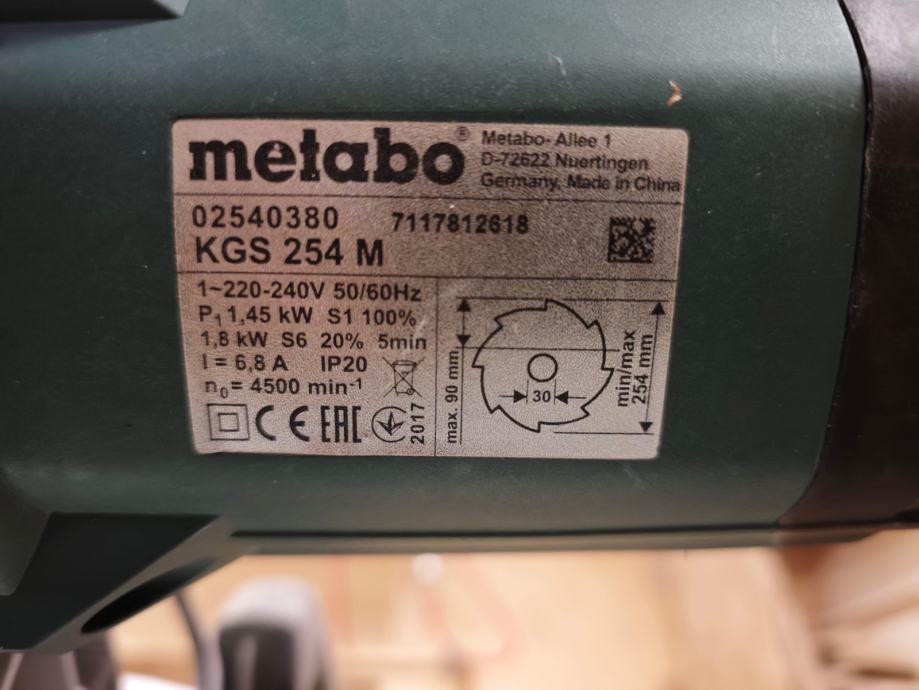 metabo®
Metabo-Allee 1
D-72622 Nuertingen
Germany, Made in China
02540380 7117812618
KGS 254 M
1~220-240V 50/60Hz
P₁ 1,45 kW S1 100%
1,8 kW S6 20% 5min
I = 6,8 A IP20
n₀= 4500 min⁻¹
CE EAC
2017
max. 90 mm
30
min/max
254 mm